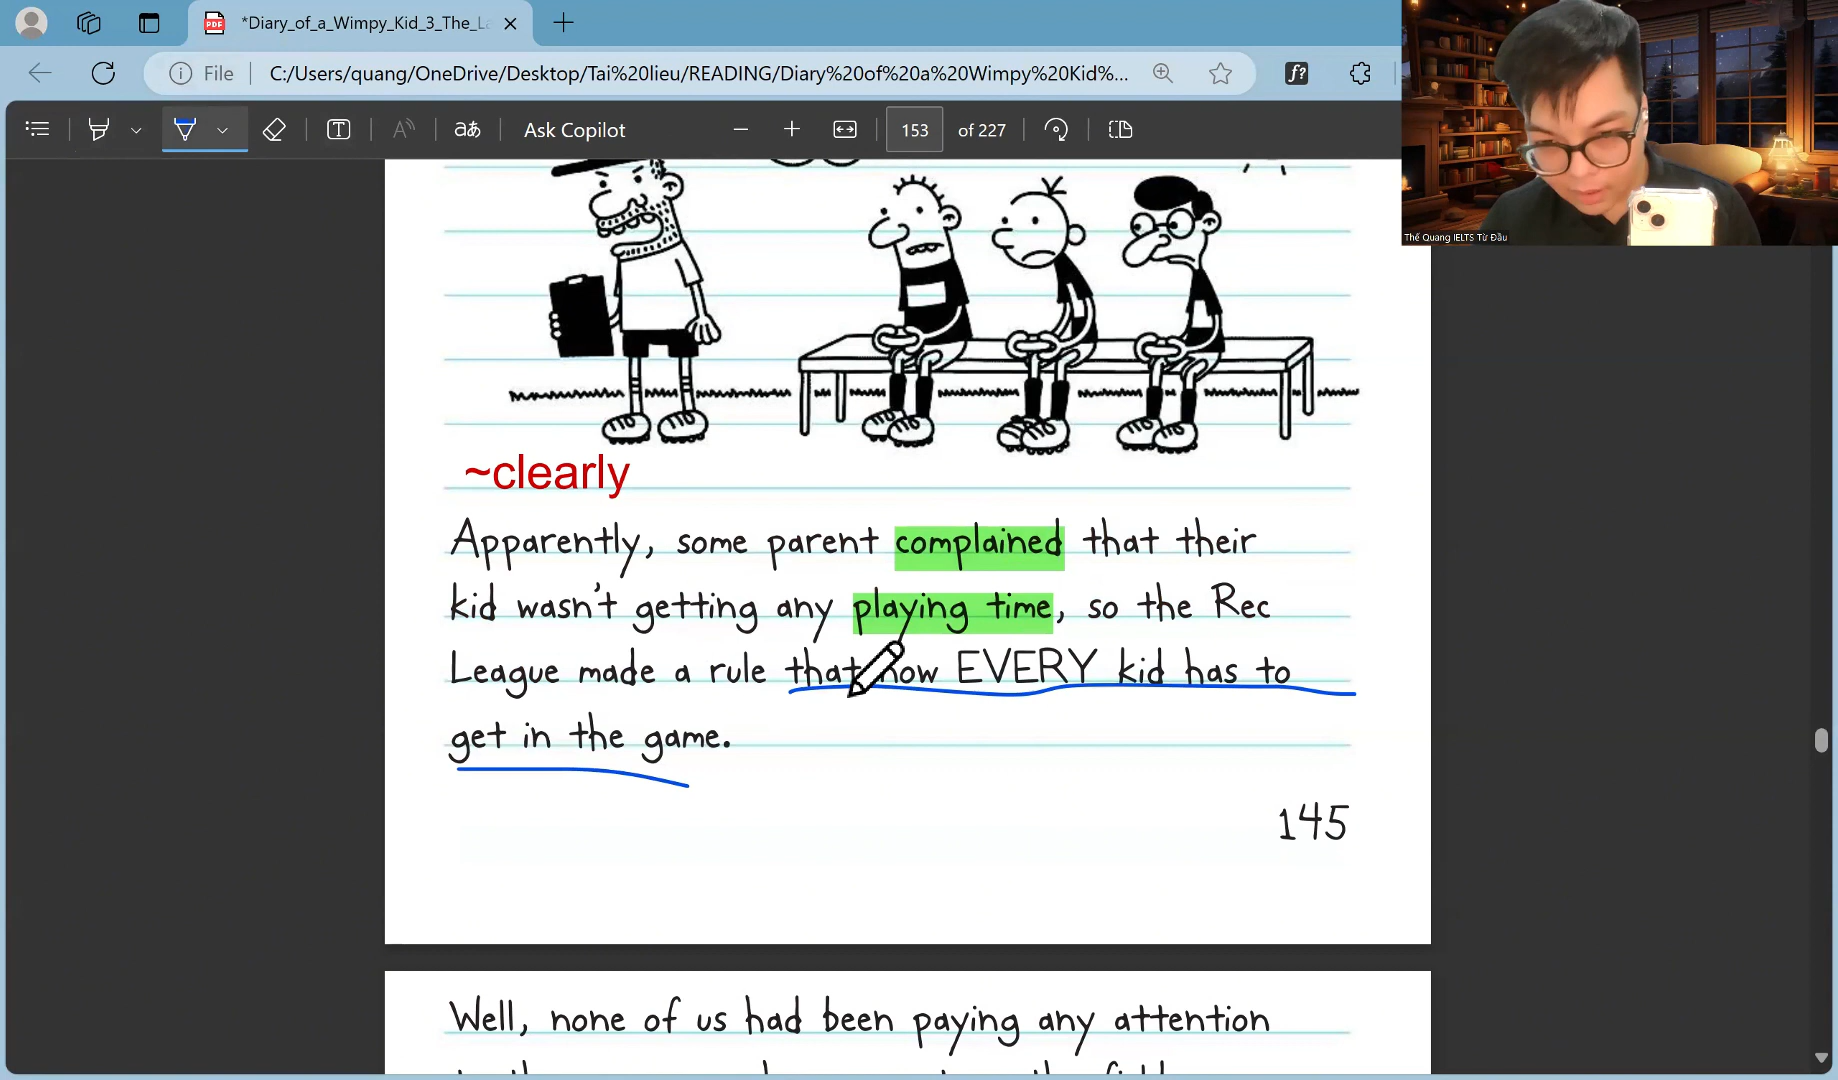 *Diary_of_a_Wimpy_Kid_3_The_La
File
C:/Users/quang/OneDrive/Desktop/Tai%20lieu/READING/Diary%20of%20a%20Wimpy%20Kid%...
Ask Copilot
153 of 227
Thế Quang IELTS Từ Đầu
~clearly
Apparently, some parent complained that their
kid wasn't getting any playing time, so the Rec
League made a rule that now EVERY kid has to
get in the game.
145
Well, none of us had been paying any attention